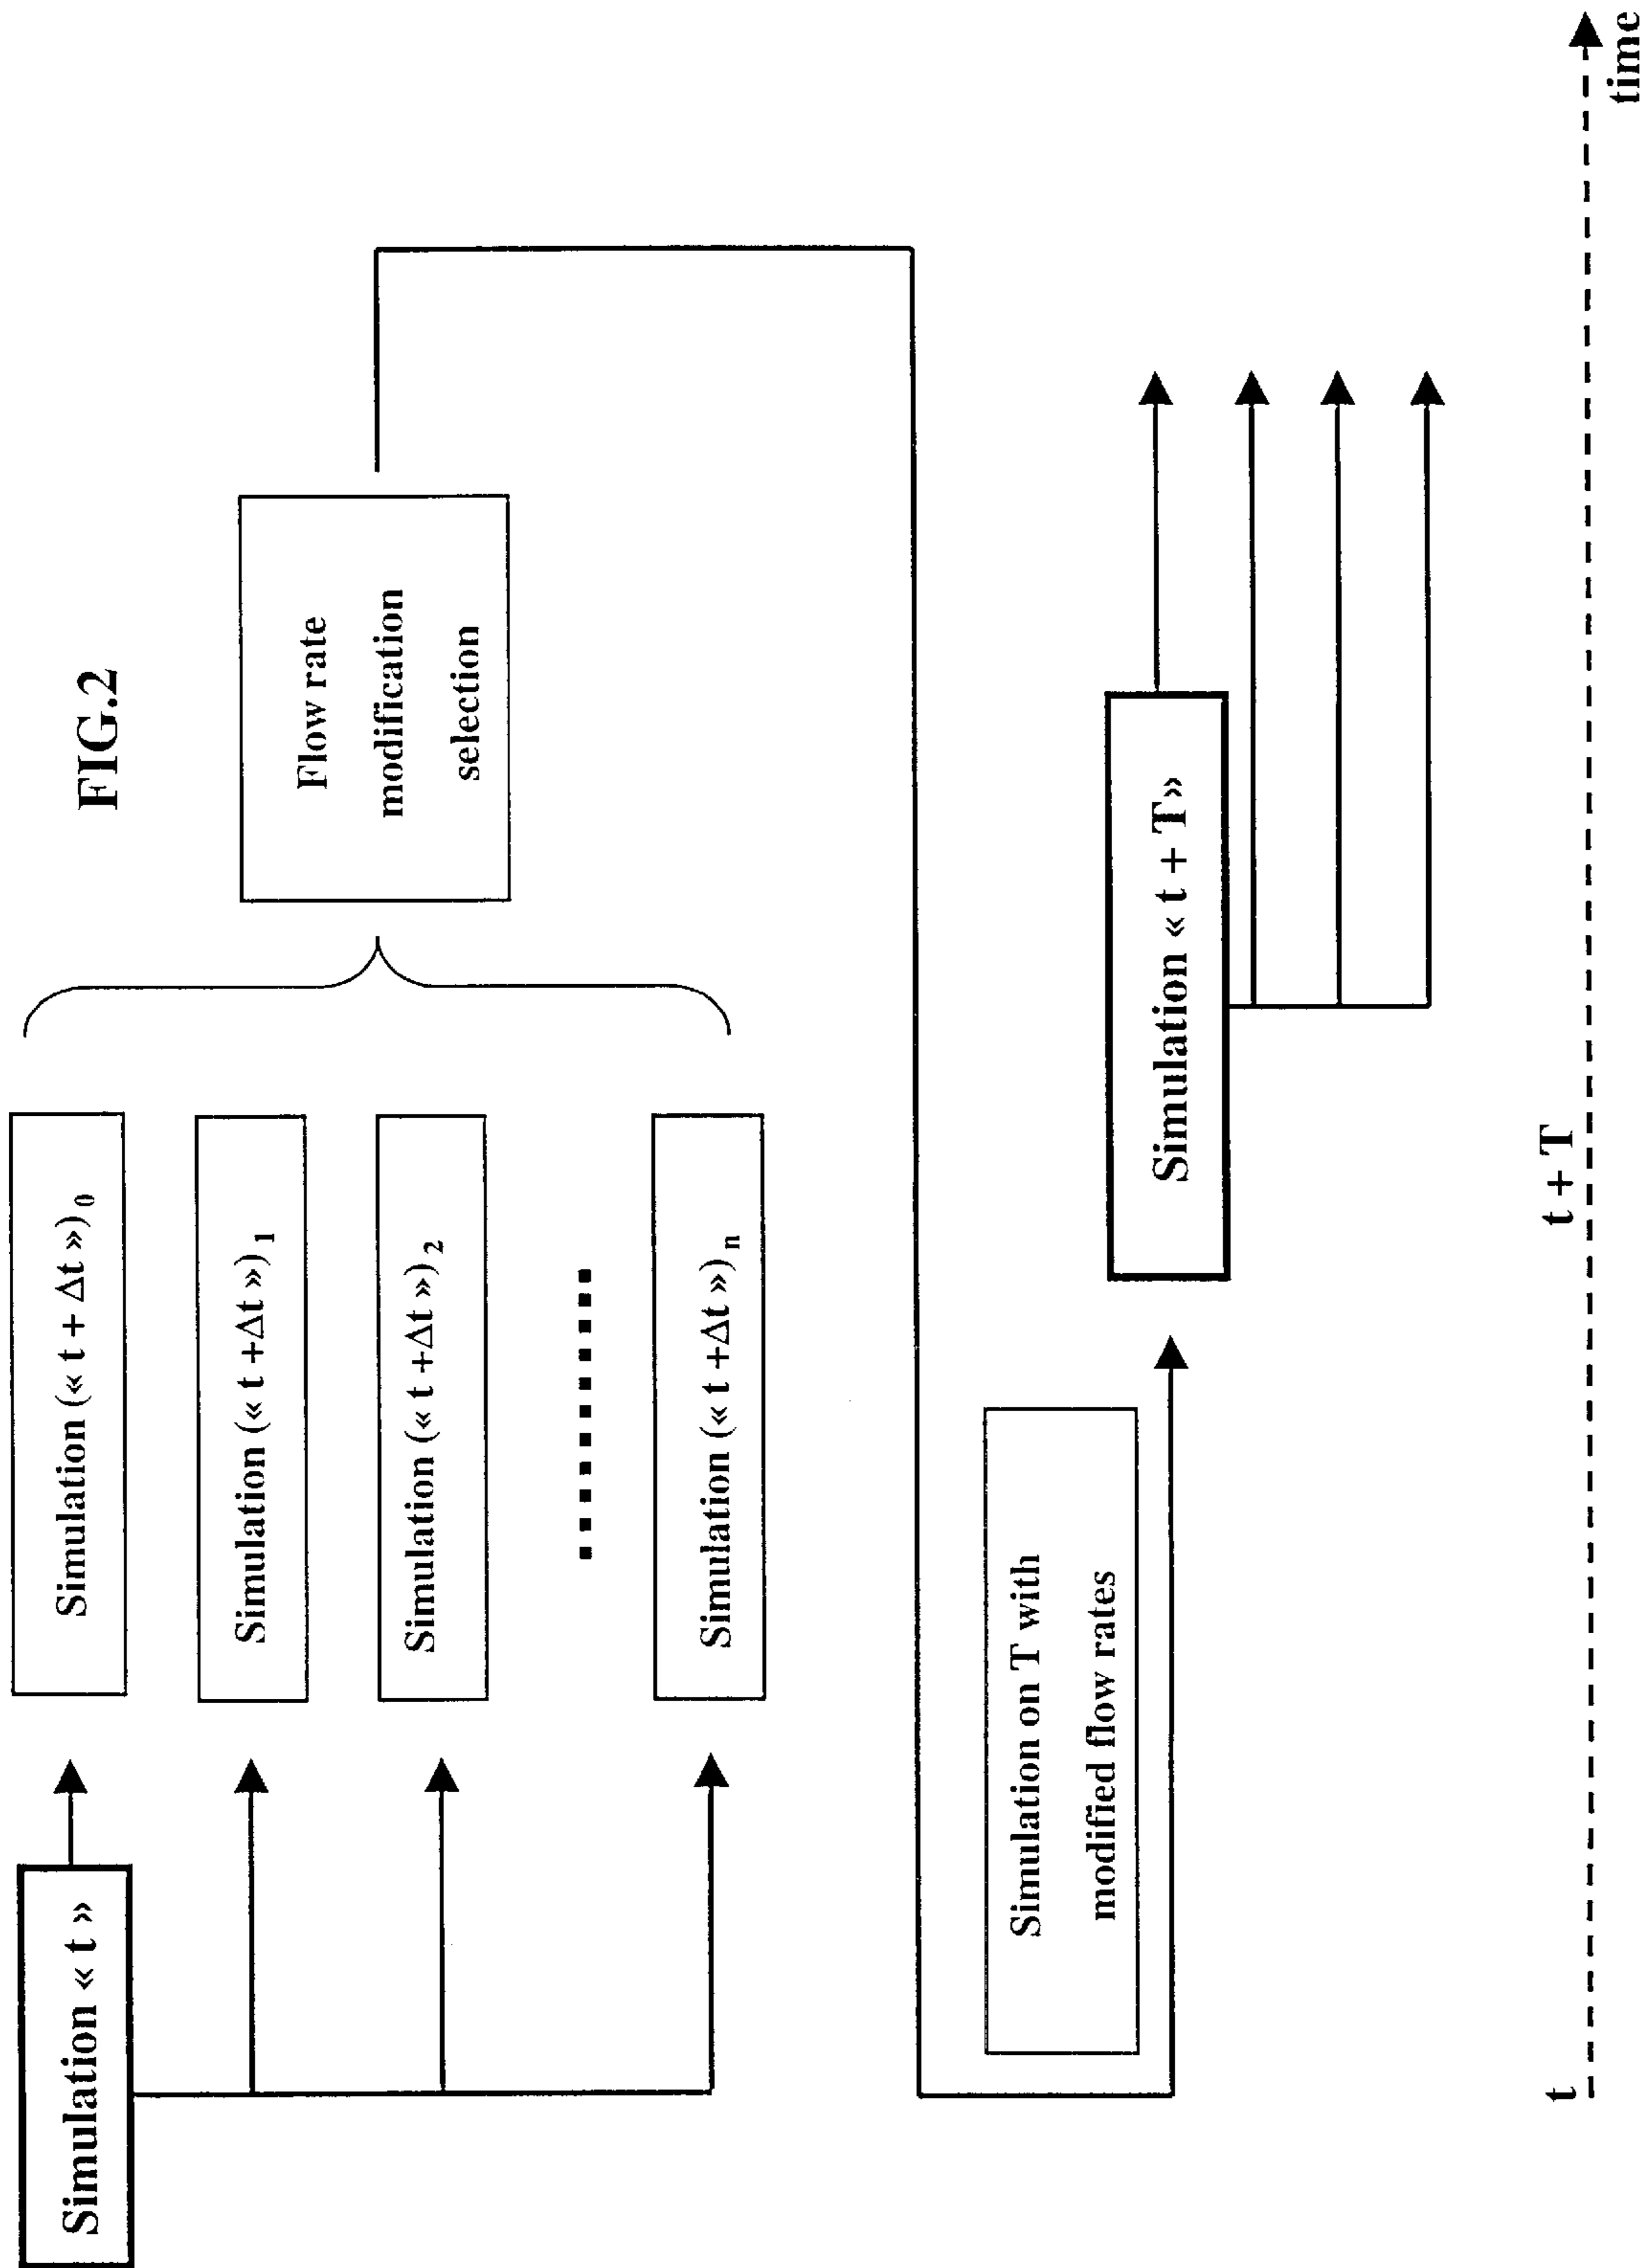 FIG.2
Simulation « t »
Simulation (« t + Δt »)0
Simulation (« t +Δt »)1
Simulation (« t +Δt »)2
Simulation (« t +Δt »)n
Flow rate
modification
selection
Simulation on T with
modified flow rates
Simulation « t + T»
t
t + T
time